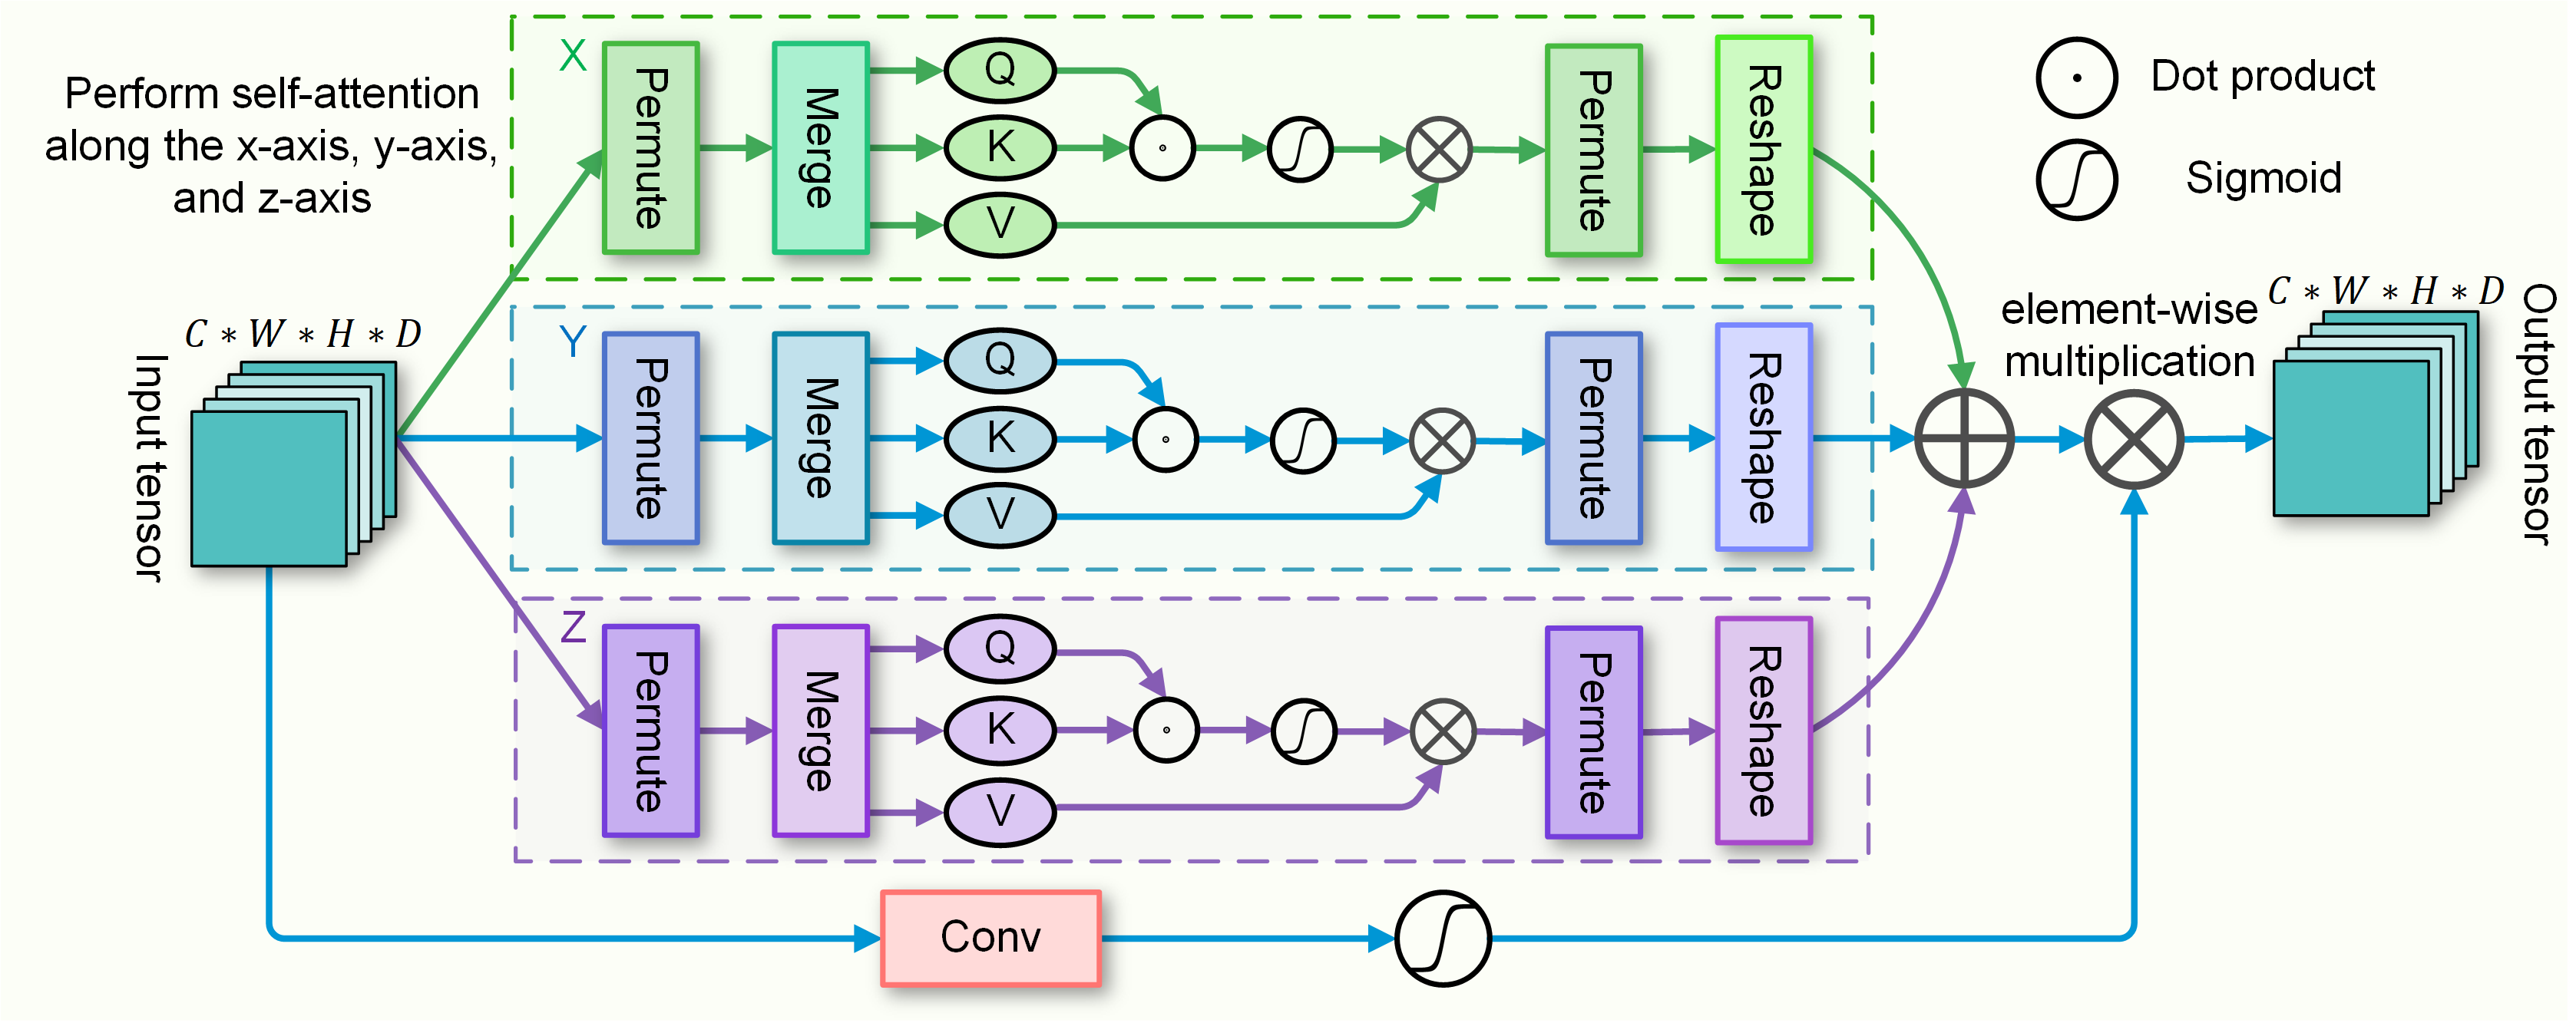 Perform self-attention
along the x-axis, y-axis,
and z-axis
X
Permute
Merge
Q
K
V
Permute
Reshape
Dot product
Sigmoid
C * W * H * D
Input tensor
Y
Permute
Merge
Q
K
V
Permute
Reshape
element-wise
multiplication
C * W * H * D
Output tensor
Z
Permute
Merge
Q
K
V
Permute
Reshape
Conv